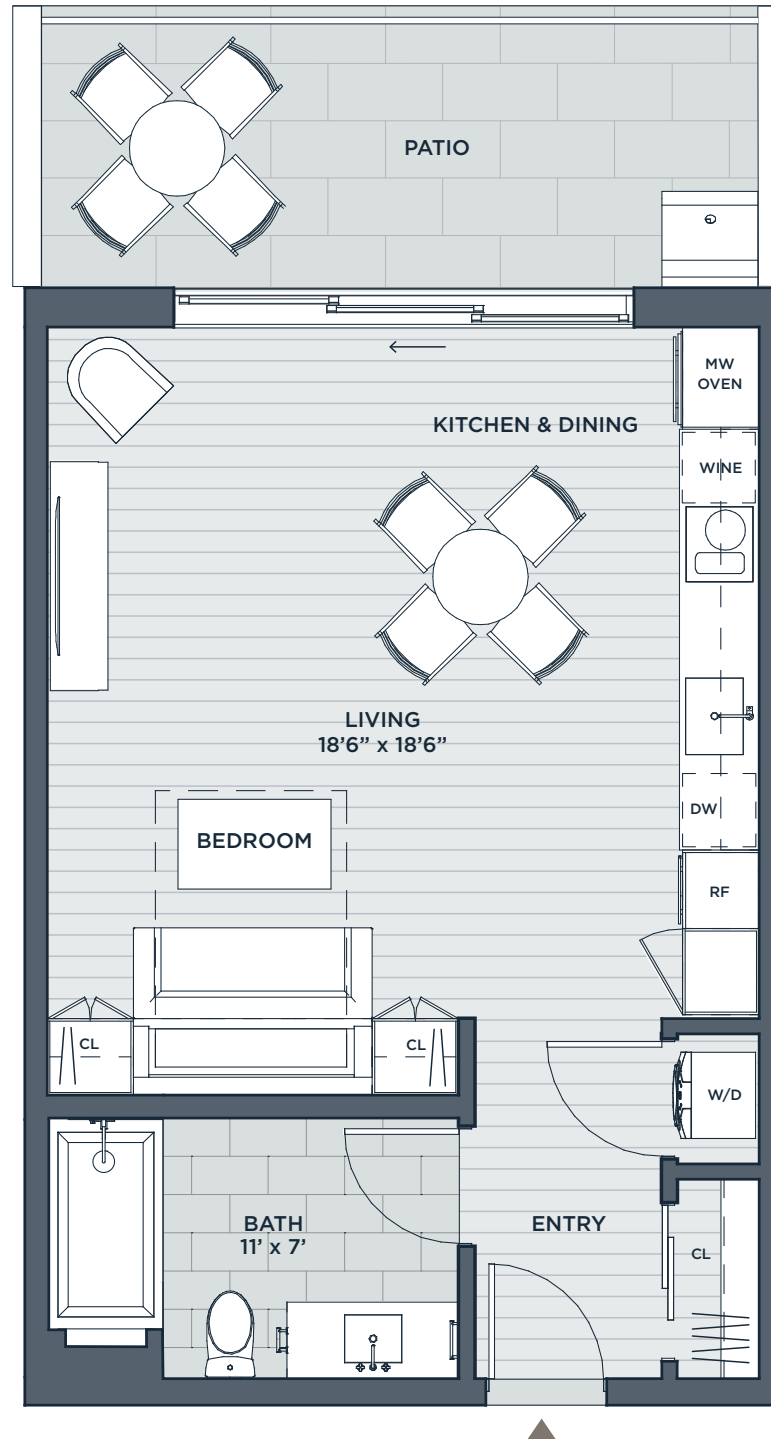 PATIO
MW
OVEN
KITCHEN & DINING
WINE
LIVING
18’6” x 18’6”
DW
BEDROOM
RF
CL
CL
W/D
BATH
11’ x 7’
ENTRY
CL